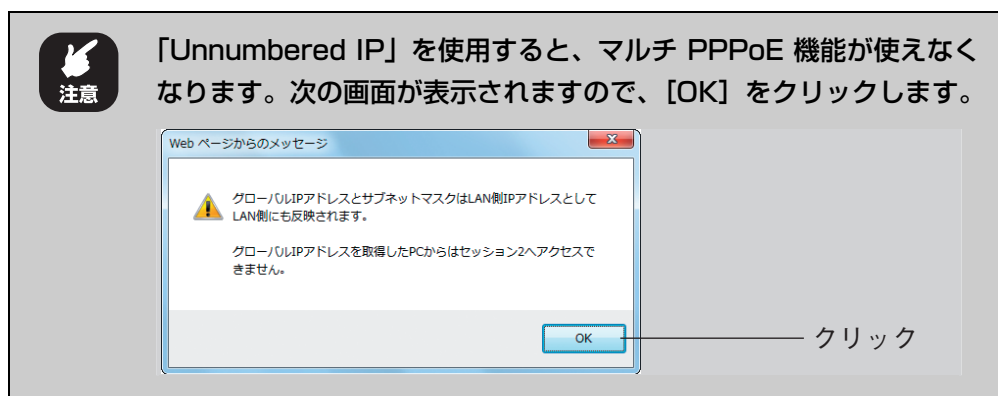 注意
「Unnumbered IP」を使用すると、マルチ PPPoE 機能が使えなく
なります。次の画面が表示されますので、[OK] をクリックします。
Web ページからのメッセージ
グローバルIPアドレスとサブネットマスクはLAN側IPアドレスとして
LAN側にも反映されます。
グローバルIPアドレスを取得したPCからはセッション2へアクセスで
きません。
OK
クリック